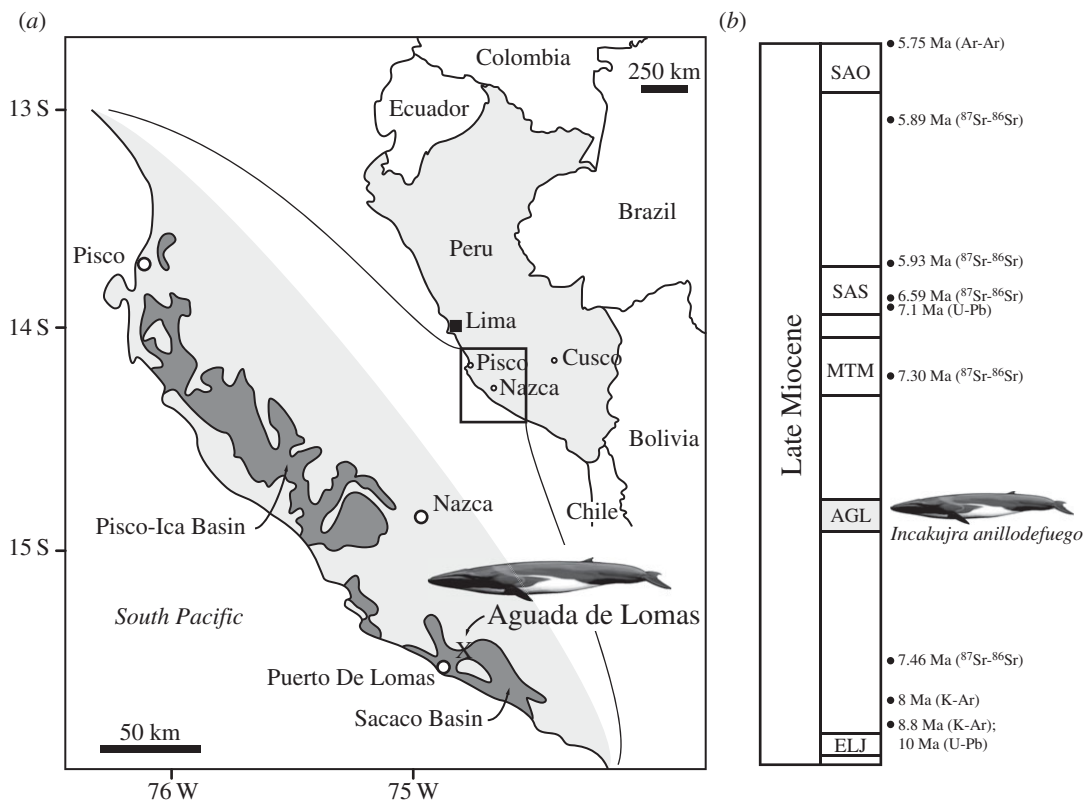 (a)
Colombia
250 km
Ecuador
13 S
Brazil
Peru
Pisco
14 S
Lima
Pisco
Cusco
Nazca
Bolivia
Chile
Nazca
Pisco-Ica Basin
15 S
South Pacific
Aguada de Lomas
X
Puerto De Lomas
Sacaco Basin
50 km
76 W
75 W
(b)
Late Miocene
5.75 Ma (Ar-Ar)
SAO
5.89 Ma (⁸⁷Sr-⁸⁶Sr)
5.93 Ma (⁸⁷Sr-⁸⁶Sr)
SAS
6.59 Ma (⁸⁷Sr-⁸⁶Sr)
7.1 Ma (U-Pb)
MTM
7.30 Ma (⁸⁷Sr-⁸⁶Sr)
AGL
Incakujra anillodefuego
7.46 Ma (⁸⁷Sr-⁸⁶Sr)
8 Ma (K-Ar)
8.8 Ma (K-Ar);
ELJ
10 Ma (U-Pb)